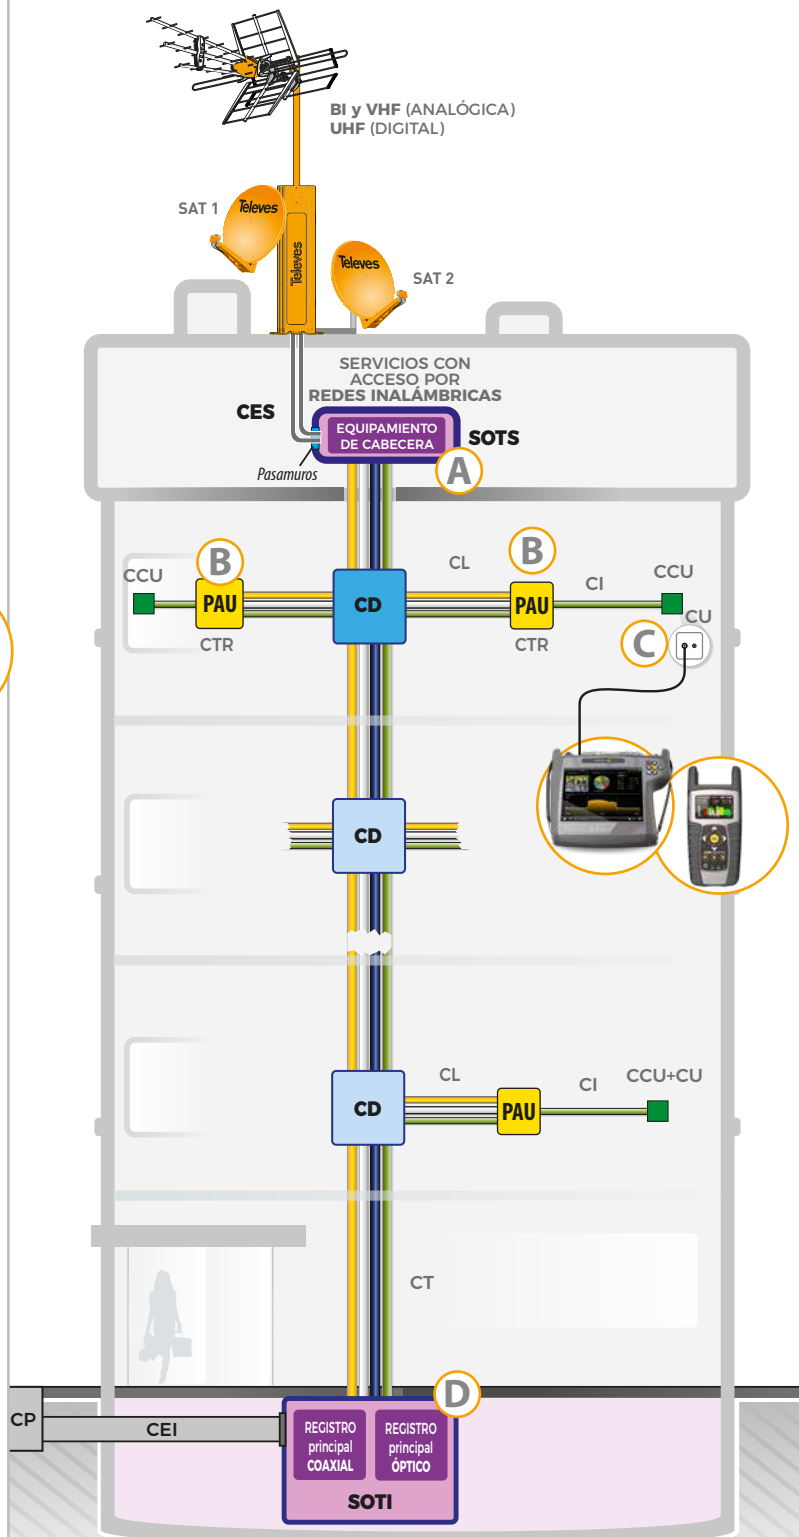 BI y VHF (ANALÓGICA)
UHF (DIGITAL)
SAT 1
Televes
Televes
Televes
SAT 2
SERVICIOS CON
ACCESO POR
REDES INALÁMBRICAS
CES
EQUIPAMIENTO
DE CABECERA
SOTS
A
Pasamuros
B
B
CCU
CL
CCU
CI
PAU
CD
PAU
CU
CTR
CTR
C
CD
CL
CI
CCU+CU
CD
PAU
CT
D
CP
CEI
REGISTRO
principal
COAXIAL
REGISTRO
principal
ÓPTICO
SOTI